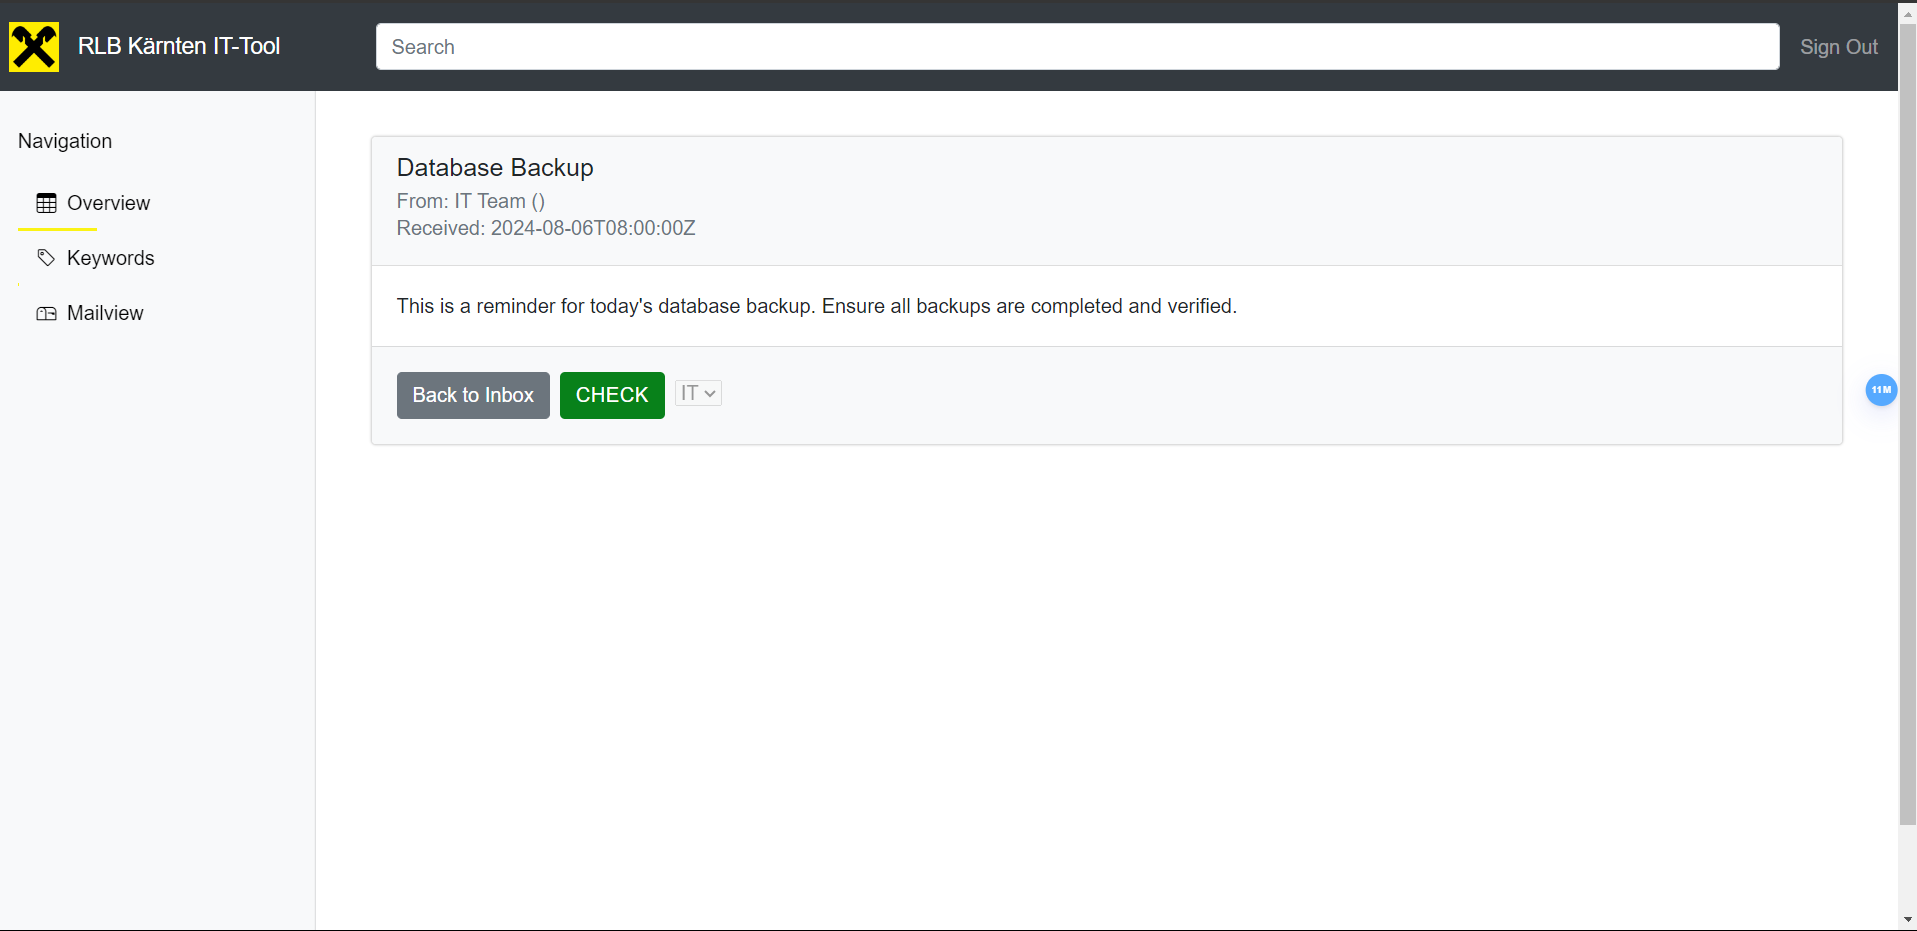 RLB Kärnten IT-Tool
Search
Sign Out
Navigation
Overview
Keywords
Mailview
Database Backup
From: IT Team ()
Received: 2024-08-06T08:00:00Z
This is a reminder for today's database backup. Ensure all backups are completed and verified.
Back to Inbox
CHECK
IT
11M